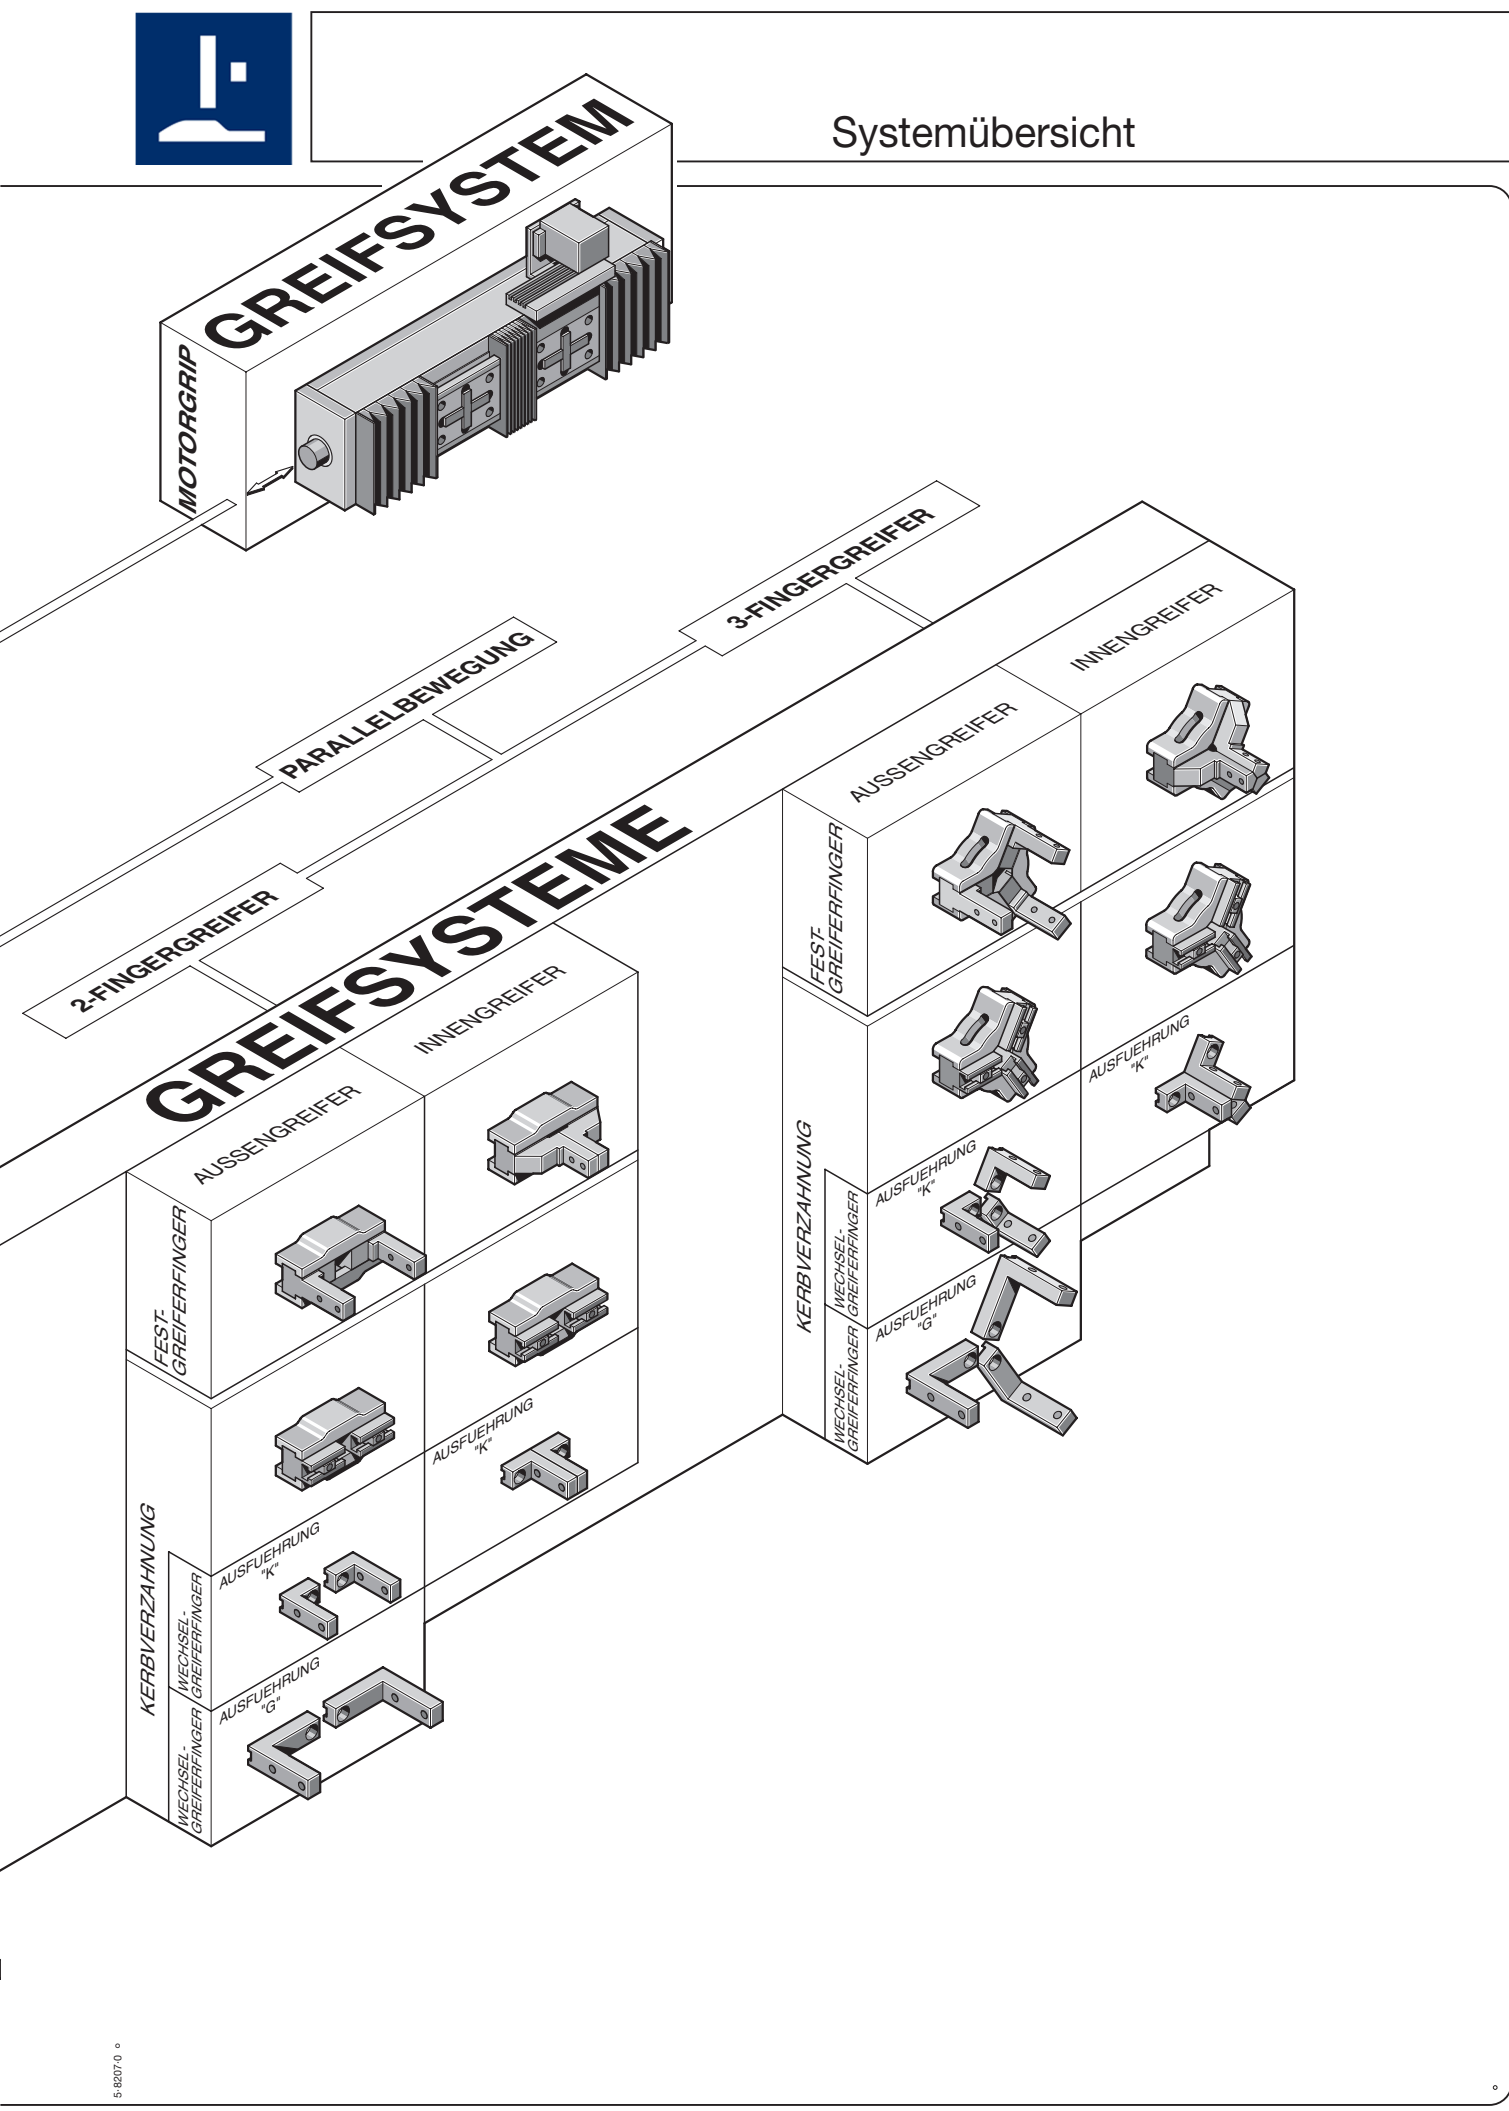 Systemübersicht
GREIFSYSTEM
MOTORGRIP
3-FINGERGREIFER
PARALLELBEWEGUNG
2-FINGERGREIFER
GREIFSYSTEME
INNENGREIFER
AUSSENGREIFER
FEST-
GREIFERFINGER
KERBVERZAHNUNG
AUSFUEHRUNG
"K"
AUSFUEHRUNG
"K"
WECHSEL-
GREIFERFINGER
AUSFUEHRUNG
"G"
WECHSEL-
GREIFERFINGER
INNENGREIFER
AUSSENGREIFER
FEST-
GREIFERFINGER
KERBVERZAHNUNG
AUSFUEHRUNG
"K"
AUSFUEHRUNG
"K"
WECHSEL-
GREIFERFINGER
AUSFUEHRUNG
"G"
WECHSEL-
GREIFERFINGER
5-8207-0